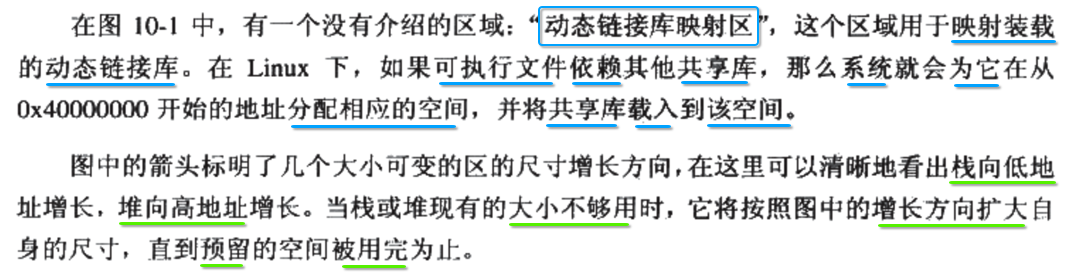 在图 10-1 中，有一个没有介绍的区域：“动态链接库映射区”，这个区域用于映射装载
的动态链接库。在 Linux 下，如果可执行文件依赖其他共享库，那么系统就会为它在从
0x40000000 开始的地址分配相应的空间，并将共享库载入到该空间。
图中的箭头标明了几个大小可变的区的尺寸增长方向，在这里可以清晰地看出栈向低地
址增长，堆向高地址增长。当栈或堆现有的大小不够用时，它将按照图中的增长方向扩大自
身的尺寸，直到预留的空间被用完为止。